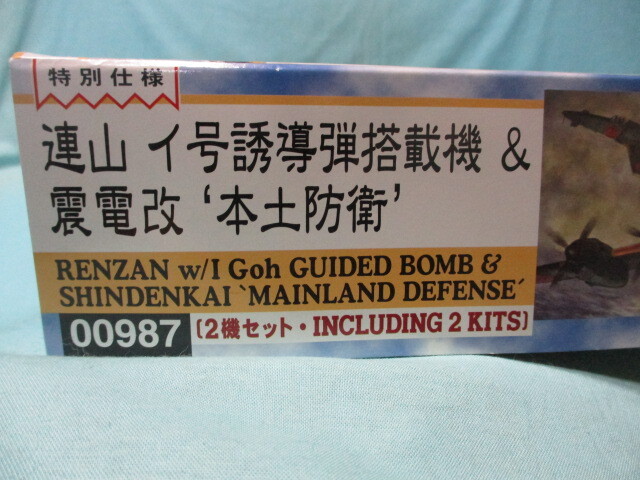 特別仕様
連山 イ号誘導弾搭載機 &
震電改 ‘本土防衛’
RENZAN w/I Goh GUIDED BOMB &
SHINDENKAI `MAINLAND DEFENSE´
00987 〔2機セット・INCLUDING 2 KITS〕